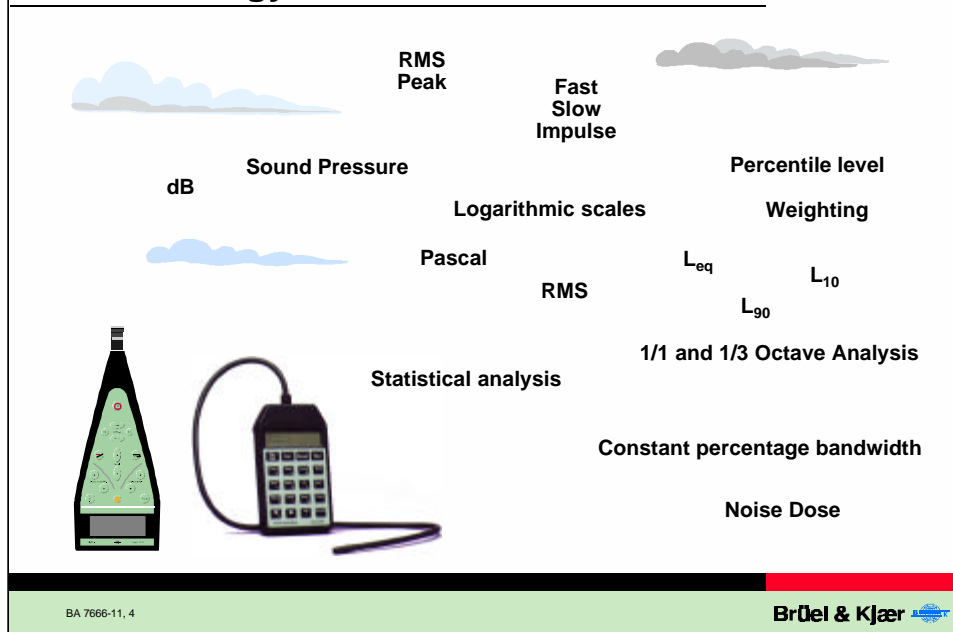 RMS
Peak
Fast
Slow
Impulse
Sound Pressure
Percentile level
dB
Logarithmic scales
Weighting
Pascal
Leq
L10
RMS
L90
1/1 and 1/3 Octave Analysis
Statistical analysis
Constant percentage bandwidth
Noise Dose
BA 7666-11, 4
Brüel & Kjær